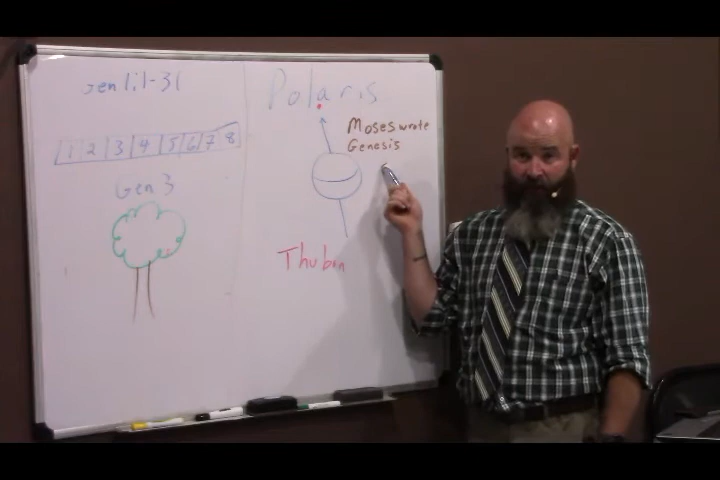 Gen 1:1-31
1 2 3 4 5 6 7 8
Gen 3
Polaris
Moses wrote
Genesis
Thuban